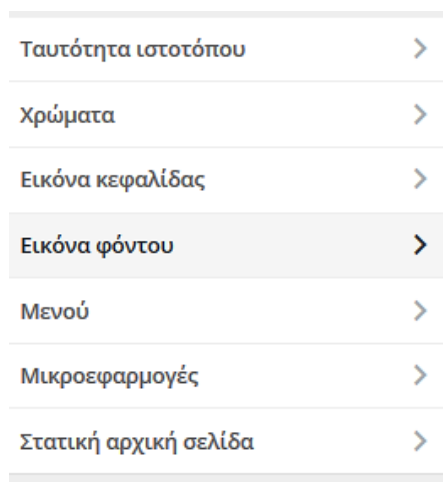 Ταυτότητα ιστοτόπου
Χρώματα
Εικόνα κεφαλίδας
Εικόνα φόντου
Μενού
Μικροεφαρμογές
Στατική αρχική σελίδα